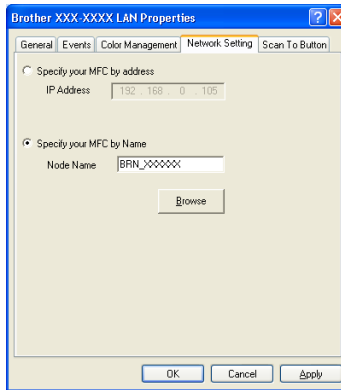 Brother XXX-XXXX LAN Properties
General Events Color Management Network Setting Scan To Button
Specify your MFC by address
IP Address 192 . 168 . 0 . 105
Specify your MFC by Name
Node Name BRN_XXXXXX
Browse
OK Cancel Apply